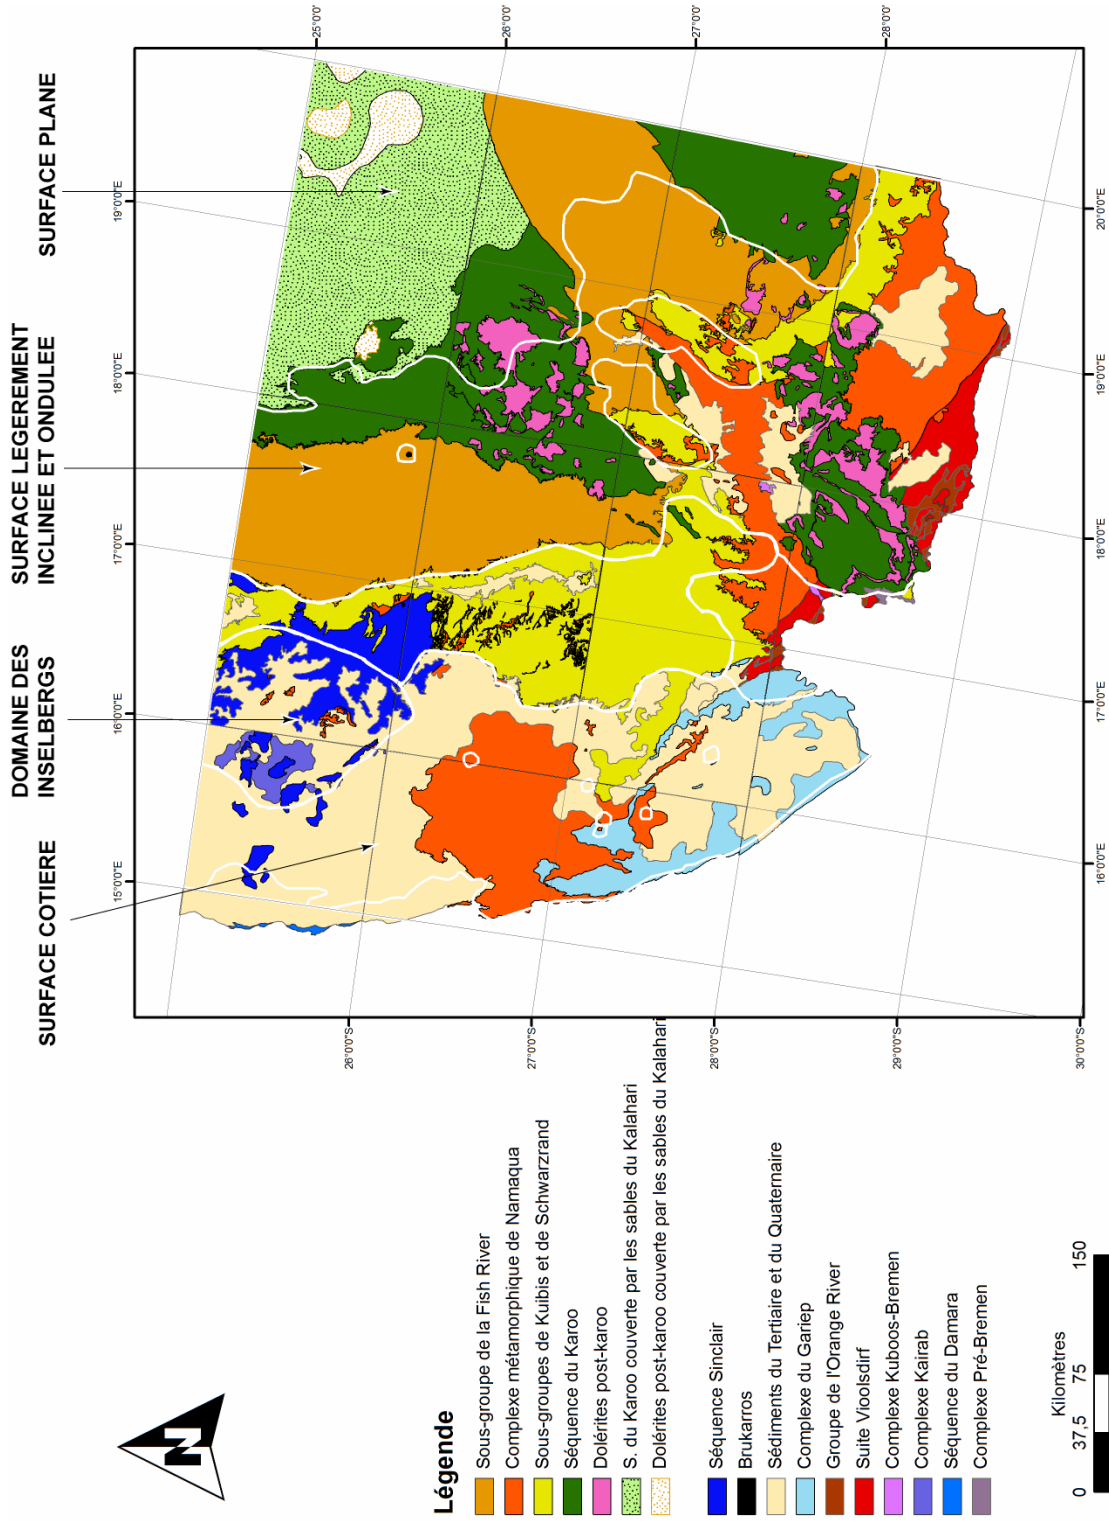 SURFACE COTIERE
DOMAINE DES
INSELBERGS
SURFACE LEGEREMENT
INCLINEE ET ONDULEE
SURFACE PLANE
15°0'0"E
16°0'0"E
17°0'0"E
18°0'0"E
19°0'0"E
25°0'0"
26°0'0"
27°0'0"
28°0'0"
26°0'0"S
27°0'0"S
28°0'0"S
29°0'0"S
30°0'0"S
16°0'0"E
17°0'0"E
18°0'0"E
19°0'0"E
20°0'0"E
N
Légende
Sous-groupe de la Fish River
Complexe métamorphique de Namaqua
Sous-groupes de Kuibis et de Schwarzrand
Séquence du Karoo
Dolérites post-karoo
S. du Karoo couverte par les sables du Kalahari
Dolérites post-karoo couverte par les sables du Kalahari
Séquence Sinclair
Brukarros
Sédiments du Tertiaire et du Quaternaire
Complexe du Gariep
Groupe de l'Orange River
Suite Vioolsdirf
Complexe Kuboos-Bremen
Complexe Kairab
Séquence du Damara
Complexe Pré-Bremen
Kilomètres
0 37,5 75 150